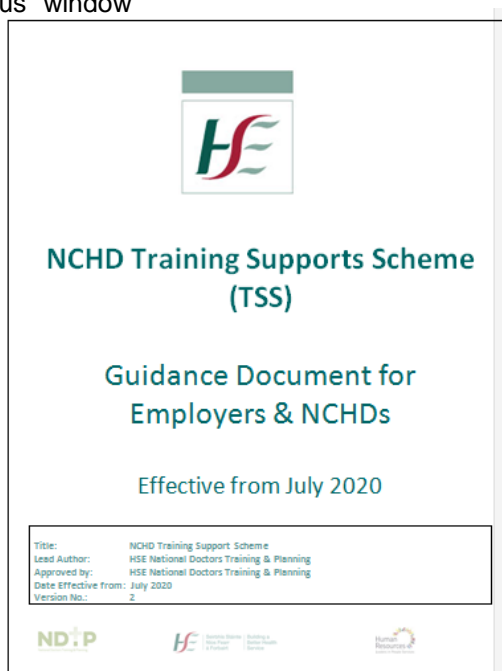 us" window
HSE
NCHD Training Supports Scheme
(TSS)
Guidance Document for
Employers & NCHDs
Effective from July 2020
Title: NCHD Training Support Scheme
Lead Author: HSE National Doctors Training & Planning
Approved by: HSE National Doctors Training & Planning
Date Effective from: July 2020
Version No.: 2
NDTP
Human
Resources